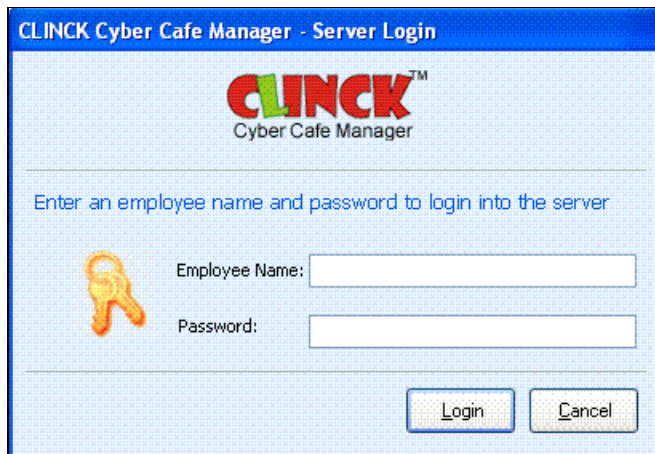 CLINCK Cyber Cafe Manager - Server Login
CLINCK™
Cyber Cafe Manager
Enter an employee name and password to login into the server
Employee Name:
Password:
Login
Cancel